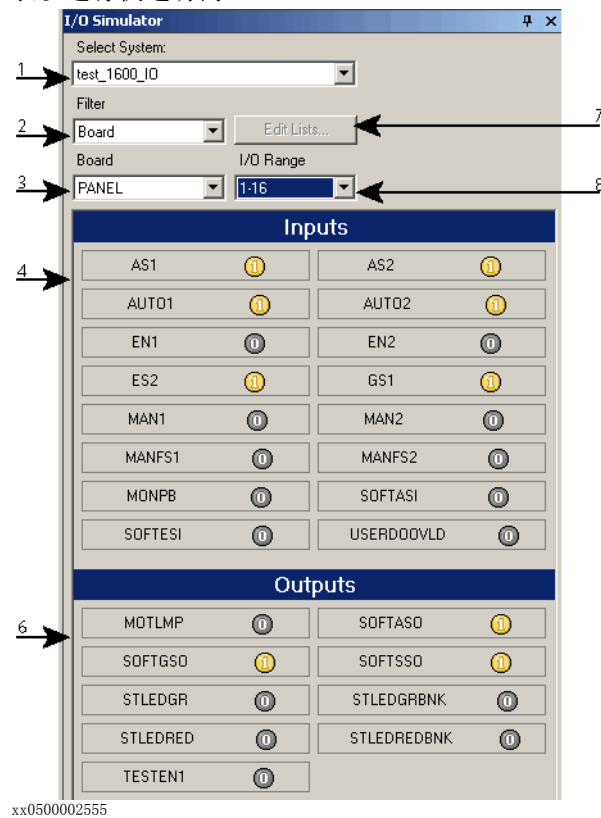 I/O Simulator
Select System:
1
test_1600_IO
Filter
7
2
Board
Edit Lists...
Board
I/O Range
3
PANEL
1-16
8
Inputs
4
AS1 1 AS2 1
AUTO1 1 AUTO2 1
EN1 0 EN2 0
ES2 1 GS1 1
MAN1 0 MAN2 0
MANFS1 0 MANFS2 0
MONPB 0 SOFTASI 0
SOFTESI 0 USERDOOVLD 0
Outputs
6
MOTLMP 0 SOFTASO 1
SOFTGSO 1 SOFTSSO 1
STLEDGR 0 STLEDGRBNK 0
STLEDRED 0 STLEDREDBNK 0
TESTEN1 0
xx0500002555